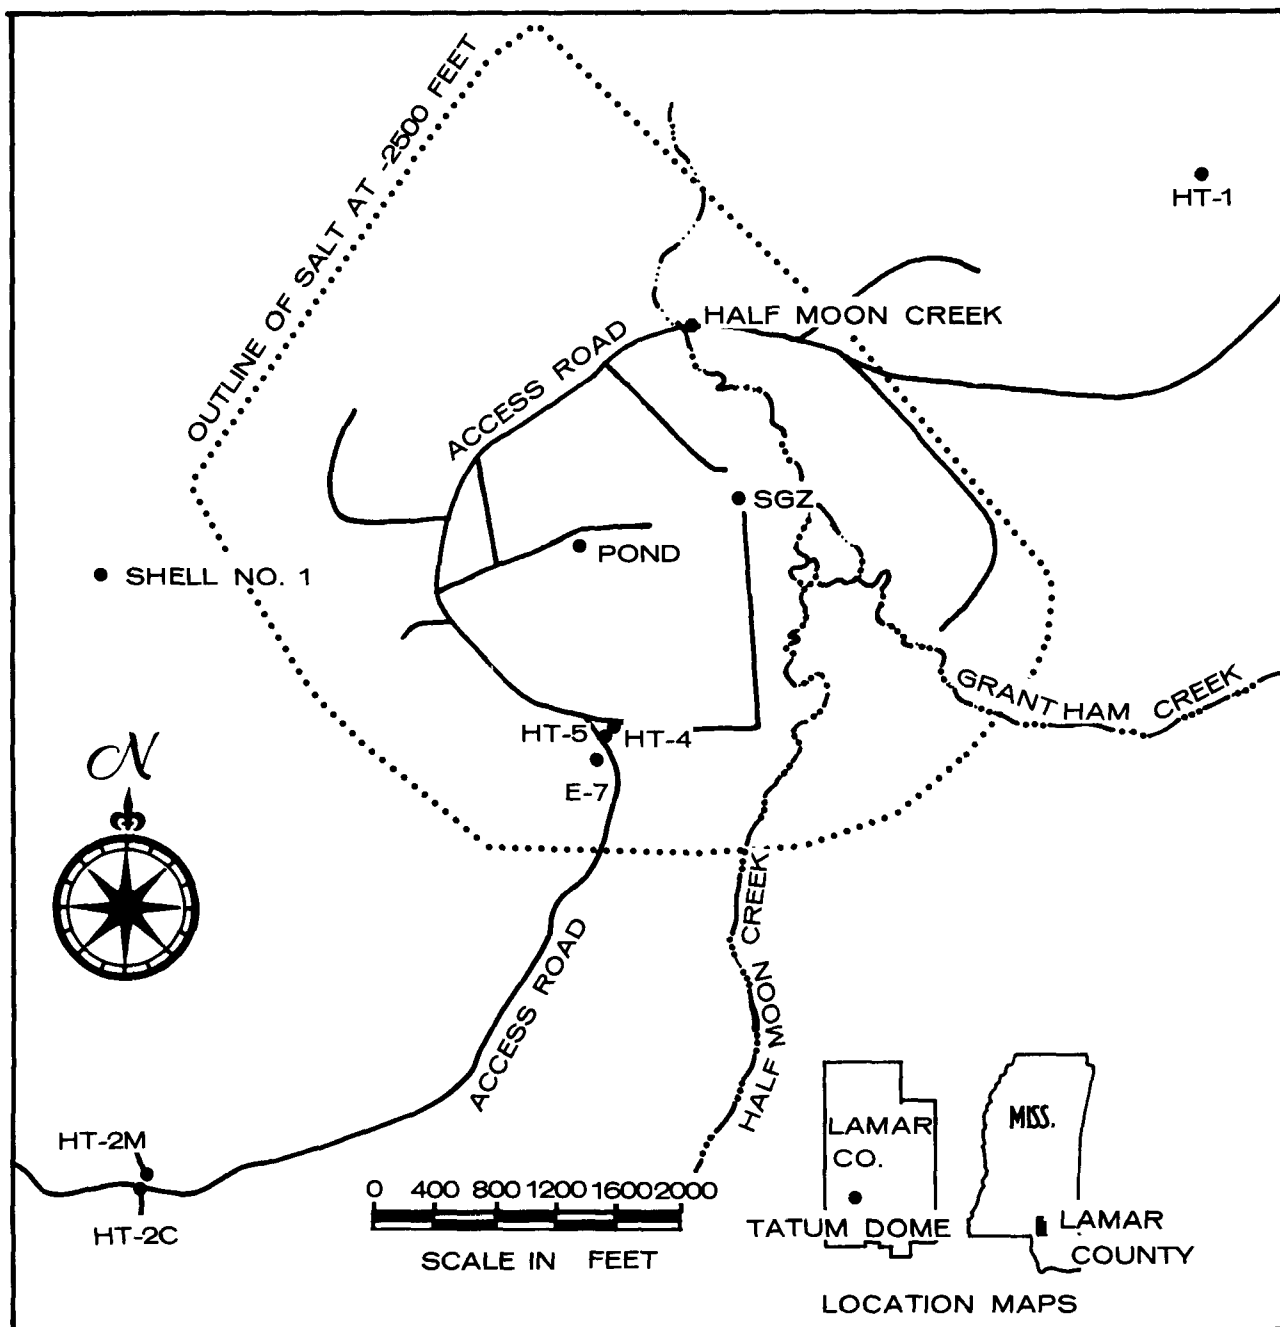 OUTLINE OF SALT AT -2500 FEET
HT-1
HALF MOON CREEK
ACCESS ROAD
SGZ
POND
SHELL NO. 1
GRANTHAM CREEK
HT-5
HT-4
E-7
N
HALF MOON CREEK
ACCESS ROAD
HT-2M
HT-2C
0 400 800 1200 1600 2000
SCALE IN FEET
LAMAR
CO.
TATUM DOME
MISS.
LAMAR
COUNTY
LOCATION MAPS